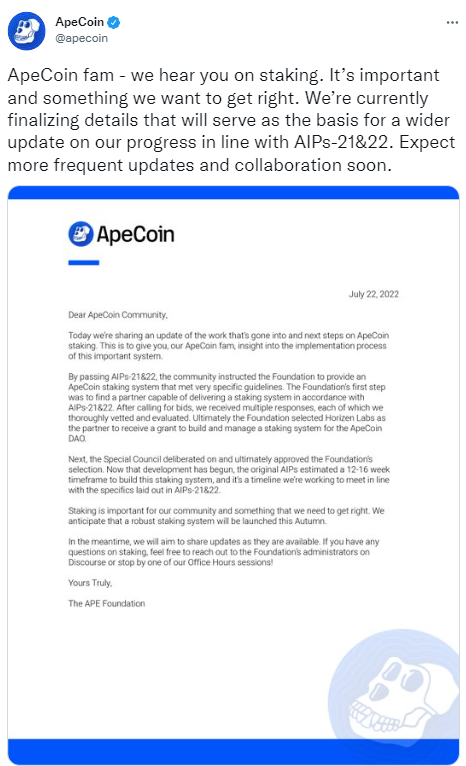 ApeCoin
@apecoin
ApeCoin fam - we hear you on staking. It's important
and something we want to get right. We're currently
finalizing details that will serve as the basis for a wider
update on our progress in line with AIPs-21&22. Expect
more frequent updates and collaboration soon.
ApeCoin
July 22, 2022
Dear ApeCoin Community,
Today we're sharing an update of the work that's gone into and next steps on ApeCoin
staking. This is to give you, our ApeCoin fam, insight into the implementation process
of this important system.
By passing AIPs-21&22, the community instructed the Foundation to provide an
ApeCoin staking system that met very specific guidelines. The Foundation's first step
was to find a partner capable of delivering a staking system in accordance with
AIPs-21&22. After calling for bids, we received multiple responses, each of which we
thoroughly vetted and evaluated. Ultimately the Foundation selected Horizen Labs as
the partner to receive a grant to build and manage a staking system for the ApeCoin
DAO.
Next, the Special Council deliberated on and ultimately approved the Foundation's
selection. Now that development has begun, the original AIPs estimated a 12-16 week
timeframe to build this staking system, and it's a timeline we're working to meet in line
with the specifics laid out in AIPs-21&22.
Staking is important for our community and something that we need to get right. We
anticipate that a robust staking system will be launched this Autumn.
In the meantime, we will aim to share updates as they are available. If you have any
questions on staking, feel free to reach out to the Foundation's administrators on
Discourse or stop by one of our Office Hours sessions!
Yours Truly,
The APE Foundation